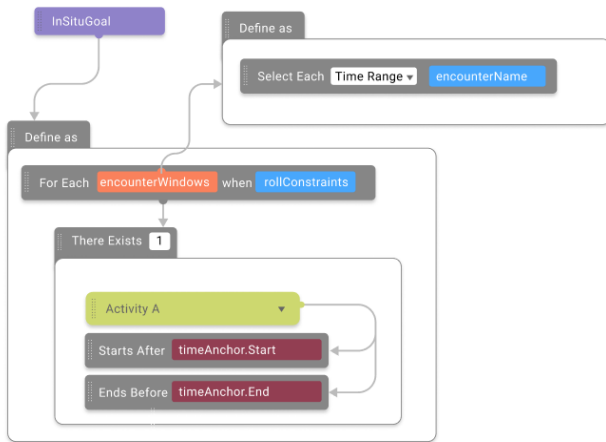 InSituGoal
Define as
Select Each Time Range encounterName
Define as
For Each encounterWindows when rollConstraints
There Exists 1
Activity A
Starts After timeAnchor.Start
Ends Before timeAnchor.End